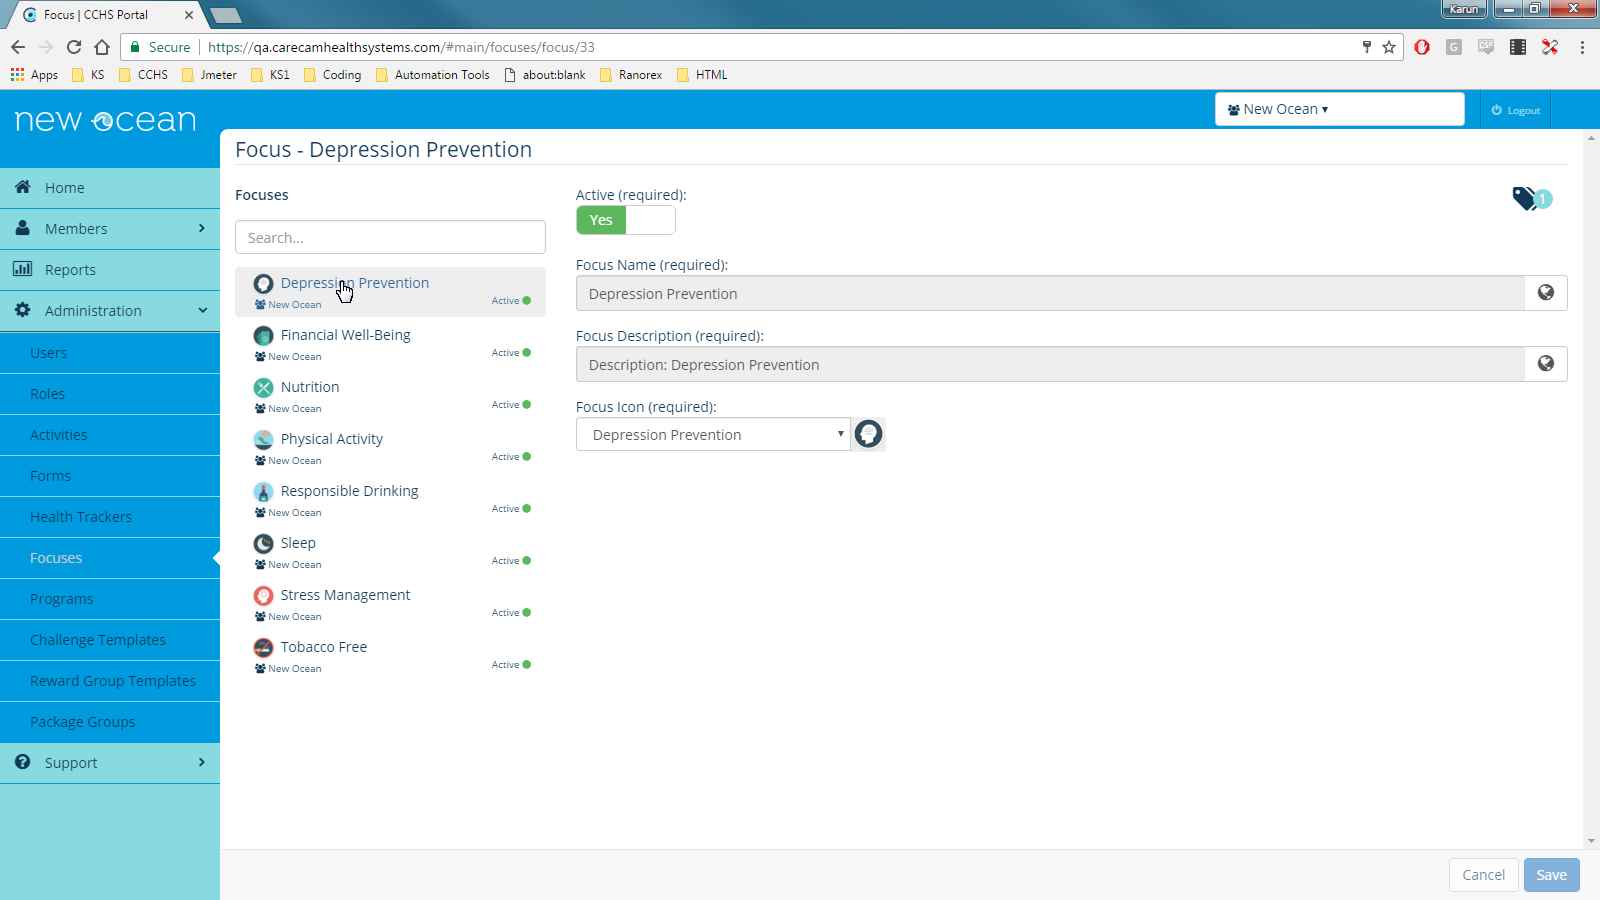 Focus | CCHS Portal
Karun
Secure https://qa.carecamhealthsystems.com/#main/focuses/focus/33
Apps KS CCHS Jmeter KS1 Coding Automation Tools about:blank Ranorex HTML
new ocean
New Ocean
Logout
Home
Members
Reports
Administration
Users
Roles
Activities
Forms
Health Trackers
Focuses
Programs
Challenge Templates
Reward Group Templates
Package Groups
Support
Focus - Depression Prevention
Focuses
Search...
Depression Prevention
New Ocean Active
Financial Well-Being
New Ocean Active
Nutrition
New Ocean Active
Physical Activity
New Ocean Active
Responsible Drinking
New Ocean Active
Sleep
New Ocean Active
Stress Management
New Ocean Active
Tobacco Free
New Ocean Active
Active (required):
Yes
1
Focus Name (required):
Depression Prevention
Focus Description (required):
Description: Depression Prevention
Focus Icon (required):
Depression Prevention
Cancel Save